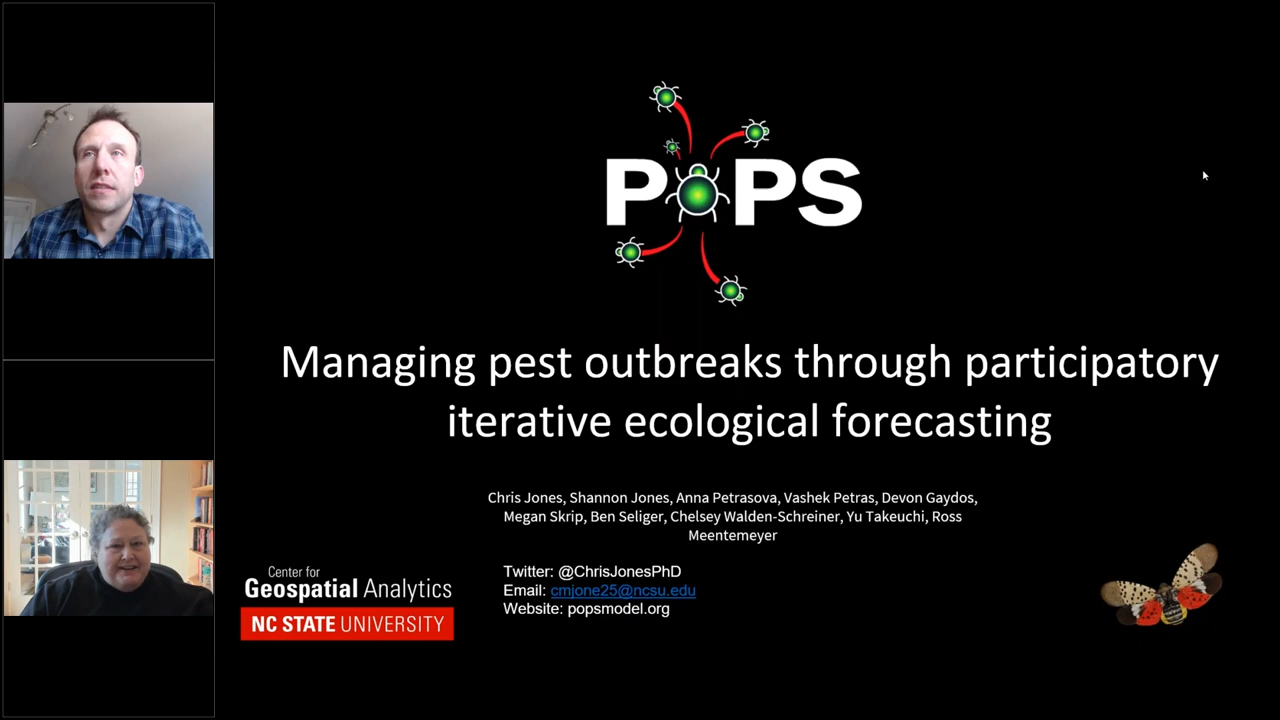 POPS
Managing pest outbreaks through participatory
iterative ecological forecasting
Chris Jones, Shannon Jones, Anna Petrasova, Vashek Petras, Devon Gaydos,
Megan Skrip, Ben Seliger, Chelsey Walden-Schreiner, Yu Takeuchi, Ross
Meentemeyer
Center for
Geospatial Analytics
NC STATE UNIVERSITY
Twitter: @ChrisJonesPhD
Email: cmjone25@ncsu.edu
Website: popsmodel.org